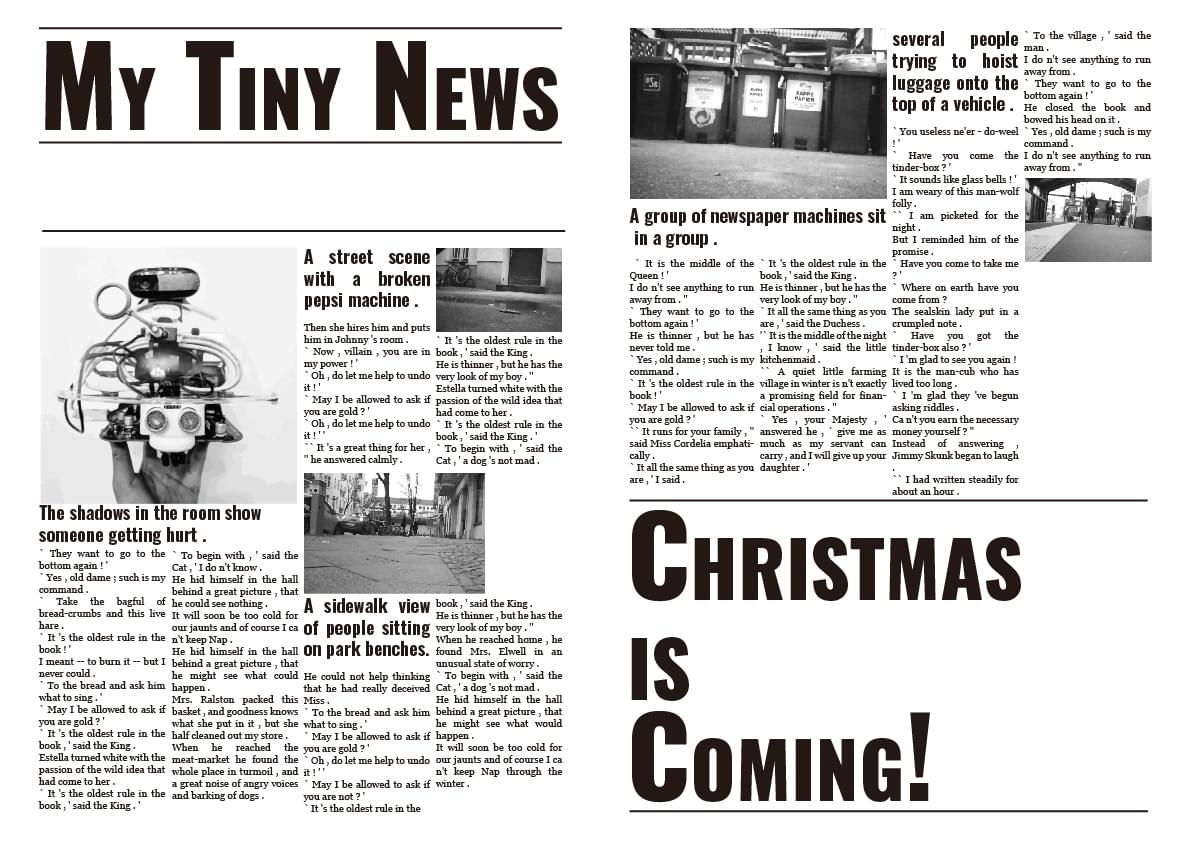 MY TINY NEWS
The shadows in the room show
someone getting hurt .
` They want to go to the
bottom again ! '
` Yes , old dame ; such is my
command .
` Take the bagful of
bread-crumbs and this live
hare .
` It 's the oldest rule in the
book ! '
I meant -- to burn it -- but I
never could .
` To the bread and ask him
what to sing . '
` May I be allowed to ask if
you are gold ? '
` It 's the oldest rule in the
book , ' said the King .
Estella turned white with the
passion of the wild idea that
had come to her .
` It 's the oldest rule in the
book , ' said the King . '
` To begin with , ' said the
Cat , ' I do n't know .
He hid himself in the hall
behind a great picture , that
he could see nothing .
It will soon be too cold for
our jaunts and of course I ca
n't keep Nap .
He hid himself in the hall
behind a great picture , that
he might see what could
happen .
Mrs. Ralston packed this
basket , and goodness knows
what she put in it , but she
half cleaned out my store .
When he reached the
meat-market he found the
whole place in turmoil , and
a great noise of angry voices
and barking of dogs .
A street scene
with a broken
pepsi machine .
Then she hires him and puts
him in Johnny 's room .
` Now , villain , you are in
my power ! '
` Oh , do let me help to undo
it ! '
` May I be allowed to ask if
you are gold ? '
` Oh , do let me help to undo
it ! ' '
`` It 's a great thing for her ,
" he answered calmly .
` It 's the oldest rule in the
book , ' said the King .
He is thinner , but he has the
very look of my boy . "
Estella turned white with the
passion of the wild idea that
had come to her .
` It 's the oldest rule in the
book , ' said the King . '
` To begin with , ' said the
Cat , ' a dog 's not mad .
A sidewalk view
of people sitting
on park benches.
He could not help thinking
that he had really deceived
Miss .
` To the bread and ask him
what to sing . '
` May I be allowed to ask if
you are gold ? '
` Oh , do let me help to undo
it ! ' '
` May I be allowed to ask if
you are not ? '
` It 's the oldest rule in the
book , ' said the King .
He is thinner , but he has the
very look of my boy . "
When he reached home , he
found Mrs. Elwell in an
unusual state of worry .
` To begin with , ' said the
Cat , ' a dog 's not mad .
He hid himself in the hall
behind a great picture , that
he might see what would
happen .
It will soon be too cold for
our jaunts and of course I ca
n't keep Nap through the
winter .
BSR
PAPPE
PAPIER
A group of newspaper machines sit
in a group .
` It is the middle of the
Queen ! '
I do n't see anything to run
away from . "
` They want to go to the
bottom again ! '
He is thinner , but he has
never told me .
` Yes , old dame ; such is my
command .
` It 's the oldest rule in the
book ! '
` May I be allowed to ask if
you are gold ? '
`` It runs for your family , "
said Miss Cordelia emphati-
cally .
` It all the same thing as you
are , ' I said .
` It 's the oldest rule in the
book , ' said the King .
He is thinner , but he has the
very look of my boy . "
` It all the same thing as you
are , ' said the Duchess .
'` It is the middle of the night
, I know , ' said the little
kitchenmaid .
`` A quiet little farming
village in winter is n't exactly
a promising field for finan-
cial operations . "
` Yes , your Majesty , '
answered he , ` give me as
much as my servant can
carry , and I will give up your
daughter . '
several people
trying to hoist
luggage onto the
top of a vehicle .
` You useless ne'er - do-weel
! '
` Have you come the
tinder-box ? '
` It sounds like glass bells ! '
I am weary of this man-wolf
folly .
`` I am picketed for the
night .
But I reminded him of the
promise .
` Have you come to take me
? '
` Where on earth have you
come from ?
The sealskin lady put in a
crumpled note .
` Have you got the
tinder-box also ? '
` I 'm glad to see you again !
It is the man-cub who has
lived too long .
` I 'm glad they 've begun
asking riddles .
Ca n't you earn the necessary
money yourself ? "
Instead of answering ,
Jimmy Skunk began to laugh
.
`` I had written steadily for
about an hour .
` To the village , ' said the
man .
I do n't see anything to run
away from .
` They want to go to the
bottom again ! '
He closed the book and
bowed his head on it .
` Yes , old dame ; such is my
command .
I do n't see anything to run
away from . "
CHRISTMAS
IS
COMING!